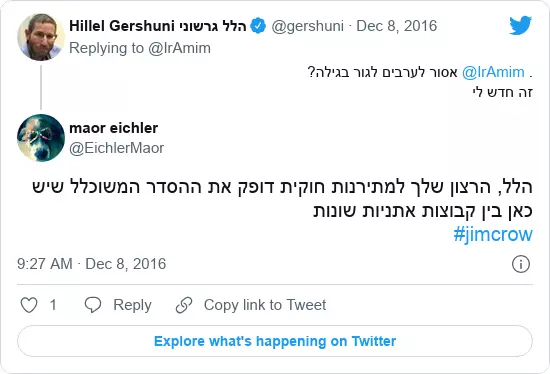 Hillel Gershuni הלל גרשוני @gershuni · Dec 8, 2016
Replying to @IrAmim
. @IrAmim אסור לערבים לגור בגילה?
זה חדש לי
maor eichler
@EichlerMaor
הלל, הרצון שלך למתירנות חוקית דופק את ההסדר המשוכלל שיש
כאן בין קבוצות אתניות שונות
#jimcrow
9:27 AM · Dec 8, 2016
1 Reply Copy link to Tweet
Explore what's happening on Twitter